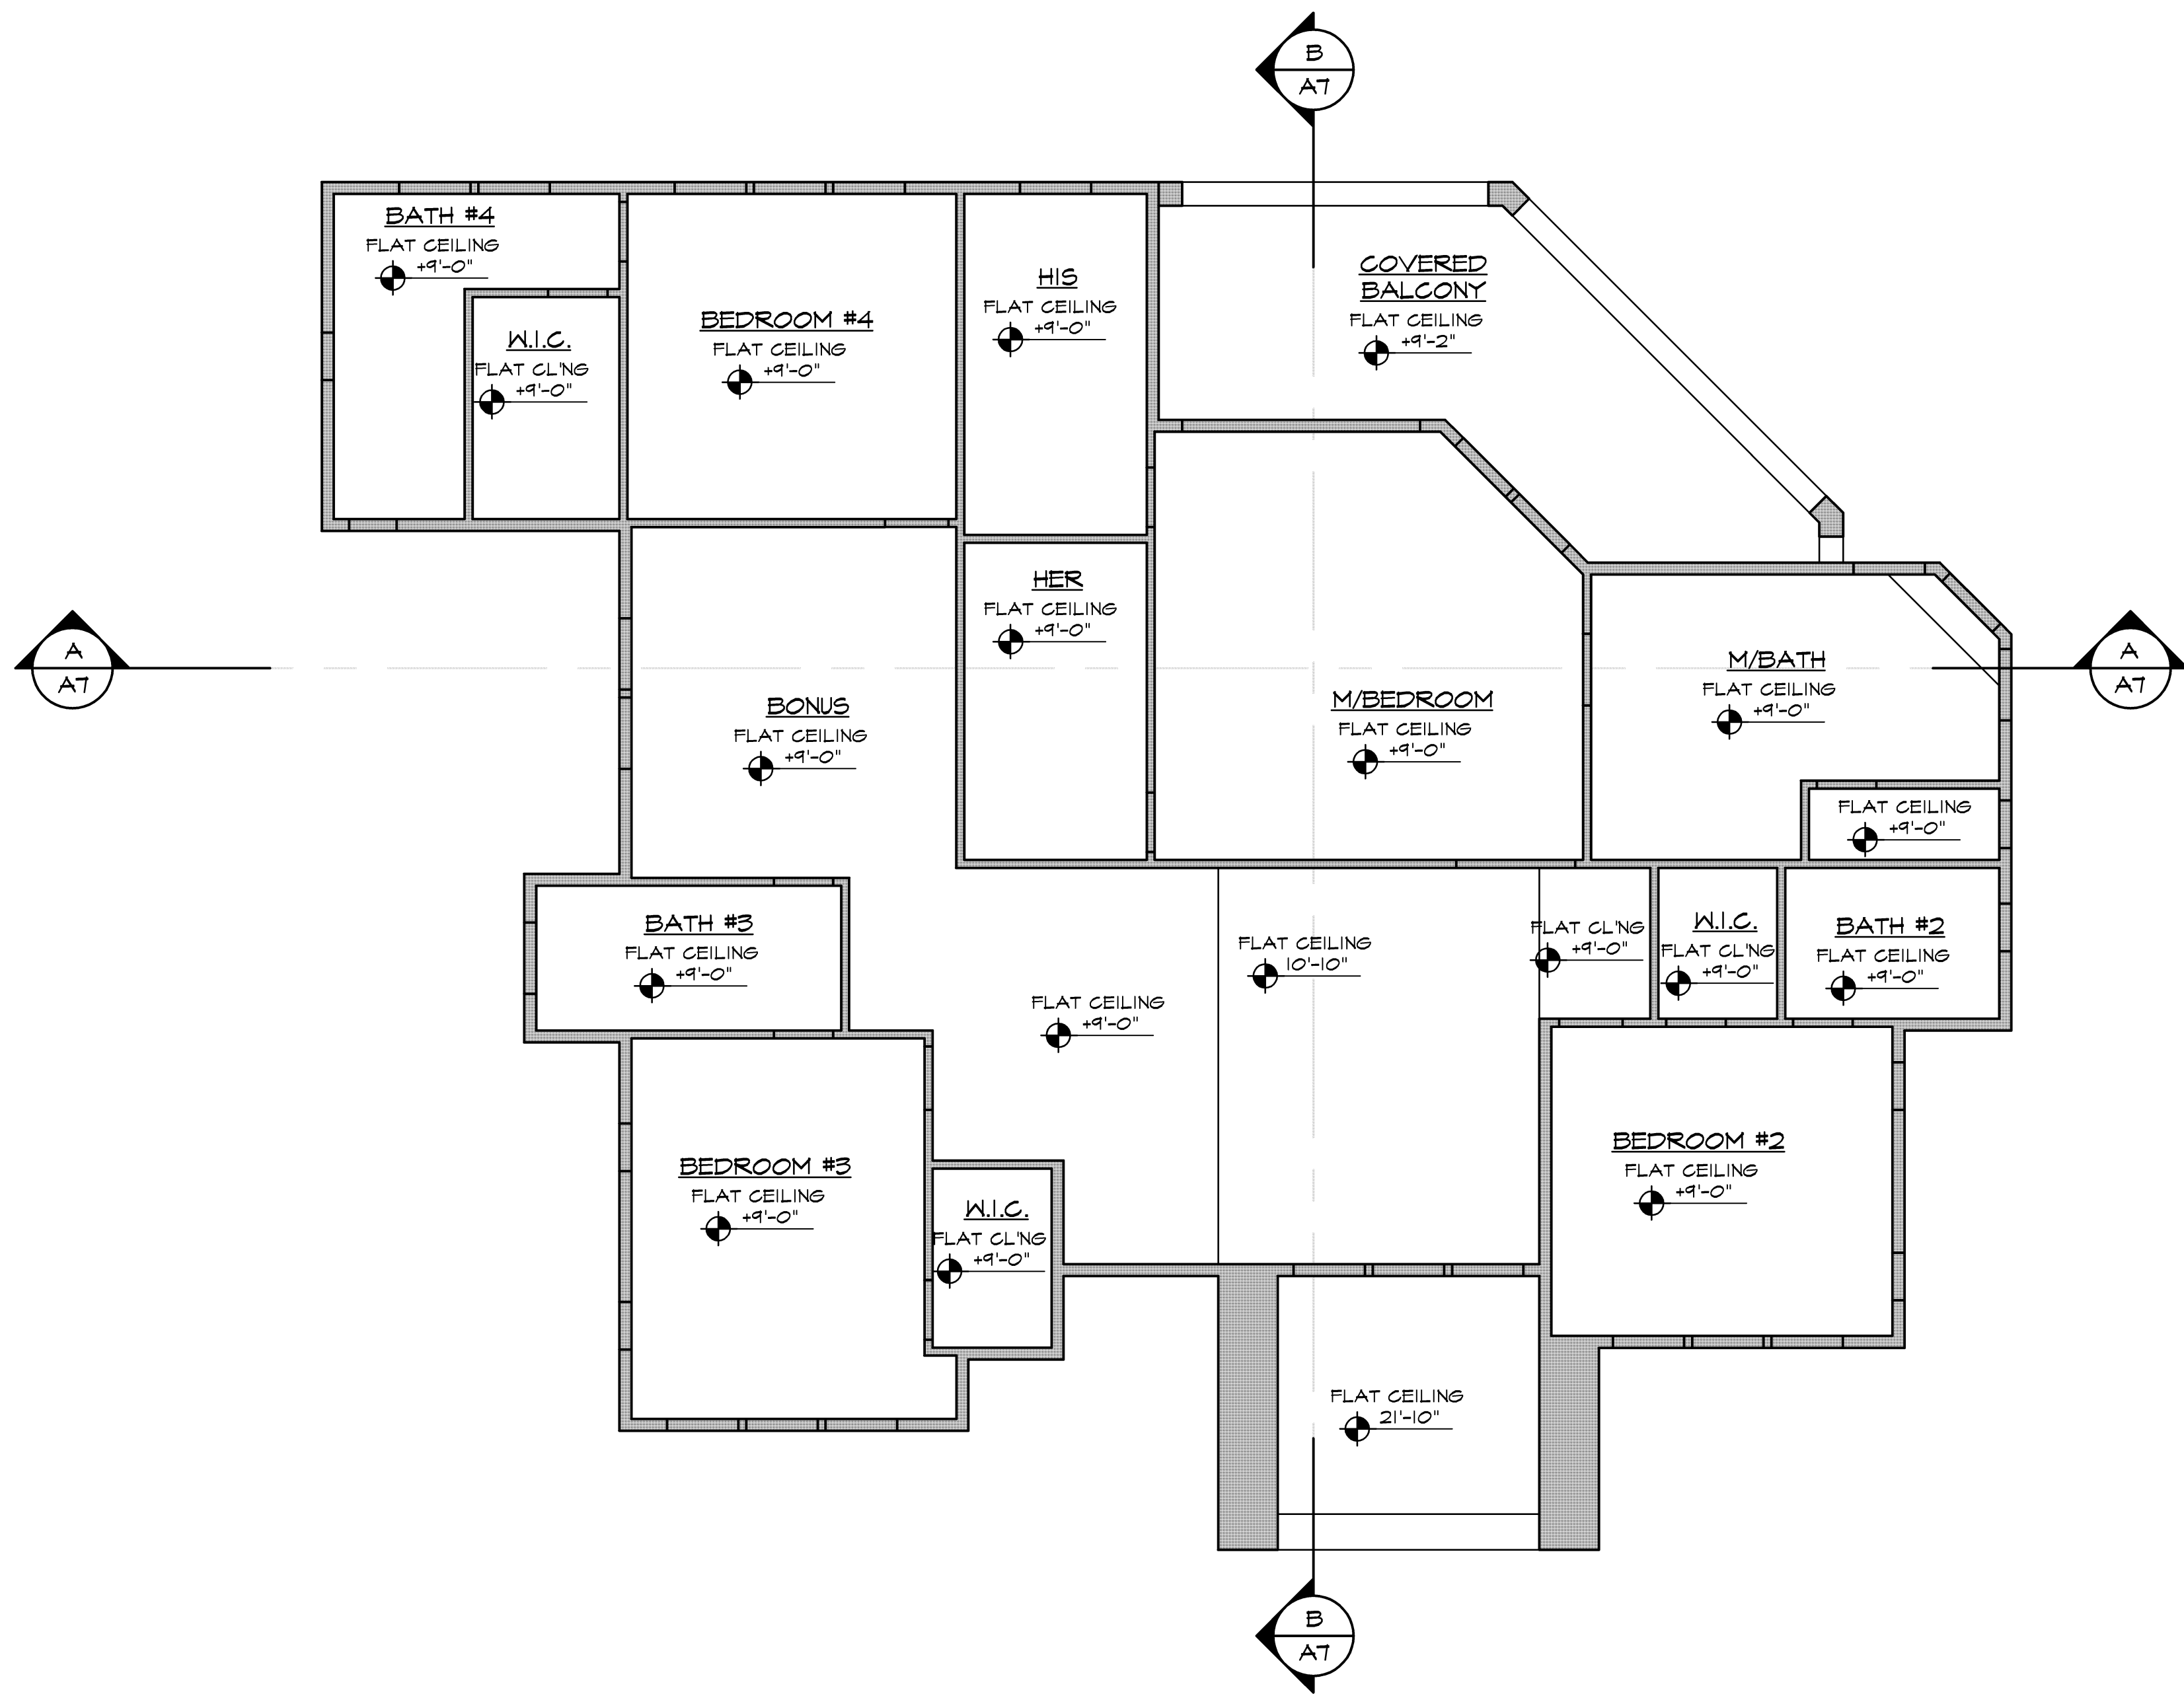 B
A7
BATH #4
FLAT CEILING
+9'-0"
W.I.C.
FLAT CL'NG
+9'-0"
BEDROOM #4
FLAT CEILING
+9'-0"
HIS
FLAT CEILING
+9'-0"
COVERED
BALCONY
FLAT CEILING
+9'-2"
HER
FLAT CEILING
+9'-0"
A
A7
BONUS
FLAT CEILING
+9'-0"
M/BEDROOM
FLAT CEILING
+9'-0"
M/BATH
FLAT CEILING
+9'-0"
A
A7
FLAT CEILING
+9'-0"
BATH #3
FLAT CEILING
+9'-0"
FLAT CEILING
+9'-0"
FLAT CEILING
10'-10"
FLAT CL'NG
+9'-0"
W.I.C.
FLAT CL'NG
+9'-0"
BATH #2
FLAT CEILING
+9'-0"
BEDROOM #3
FLAT CEILING
+9'-0"
W.I.C.
FLAT CL'NG
+9'-0"
BEDROOM #2
FLAT CEILING
+9'-0"
FLAT CEILING
21'-10"
B
A7